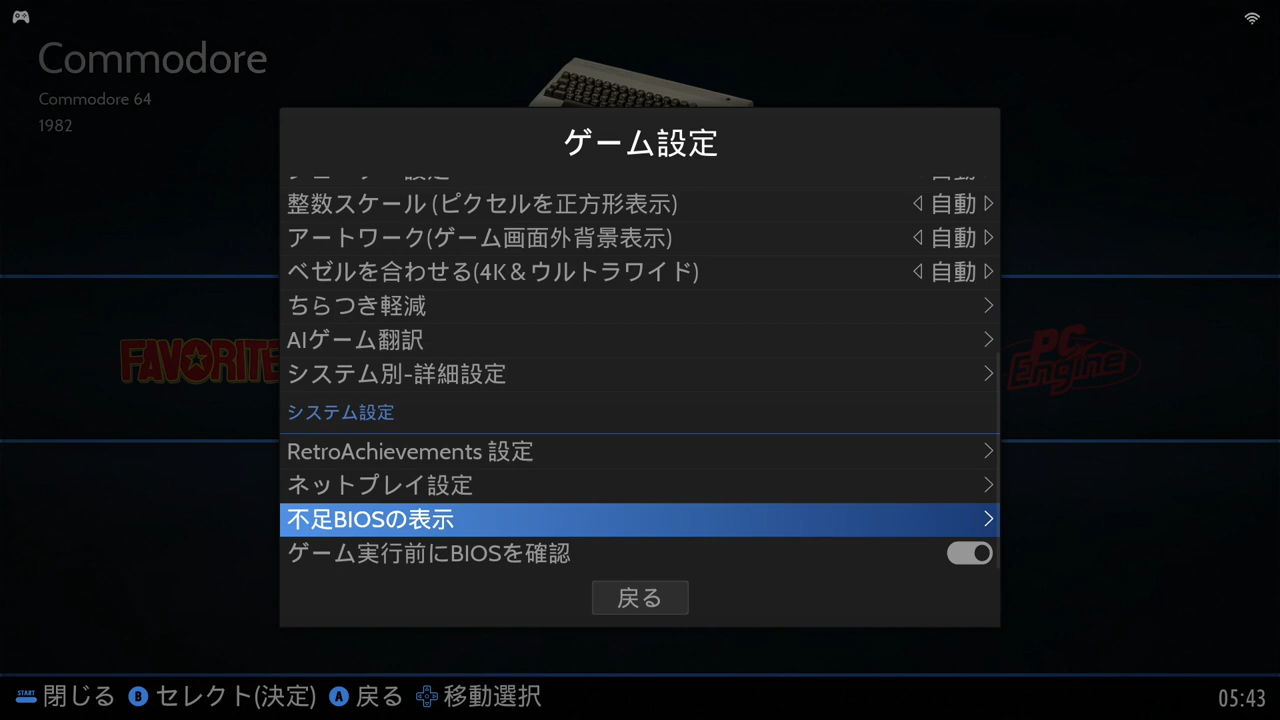 Commodore
Commodore 64
1982
ゲーム設定
整数スケール (ピクセルを正方形表示) 自動
アートワーク(ゲーム画面外背景表示) 自動
ベゼルを合わせる(4K＆ウルトラワイド) 自動
ちらつき軽減
AIゲーム翻訳
システム別-詳細設定
システム設定
RetroAchievements 設定
ネットプレイ設定
不足BIOSの表示
ゲーム実行前にBIOSを確認
戻る
FAVORITE
PC Engine
START 閉じる B セレクト(決定) A 戻る 移動選択
05:43